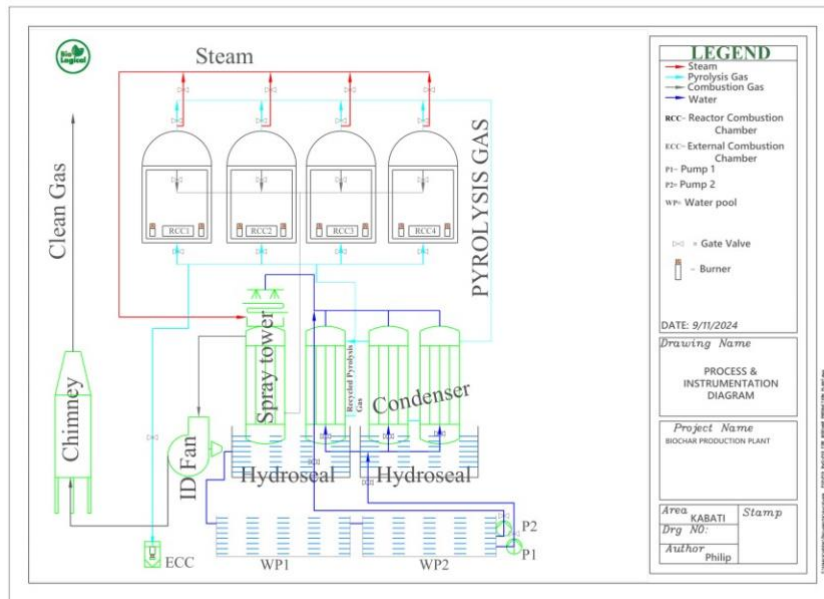 Bio
Logical
Steam
Clean Gas
PYROLYSIS GAS
RCC1
RCC2
RCC3
RCC4
Spray tower
Recycled Pyrolysis
Gas
Condenser
Chimney
ID Fan
Hydroseal
Hydroseal
P2
P1
ECC
WP1
WP2
LEGEND
Steam
Pyrolysis Gas
Combustion Gas
Water
RCC- Reactor Combustion
Chamber
ECC- External Combustion
Chamber
P1- Pump 1
P2= Pump 2
WP= Water pool
= Gate Valve
- Burner
DATE: 9/11/2024
Drawing Name
PROCESS &
INSTRUMENTATION
DIAGRAM
Project Name
BIOCHAR PRODUCTION PLANT
Area KABATI
Stamp
Drg NO:
Author
Philip